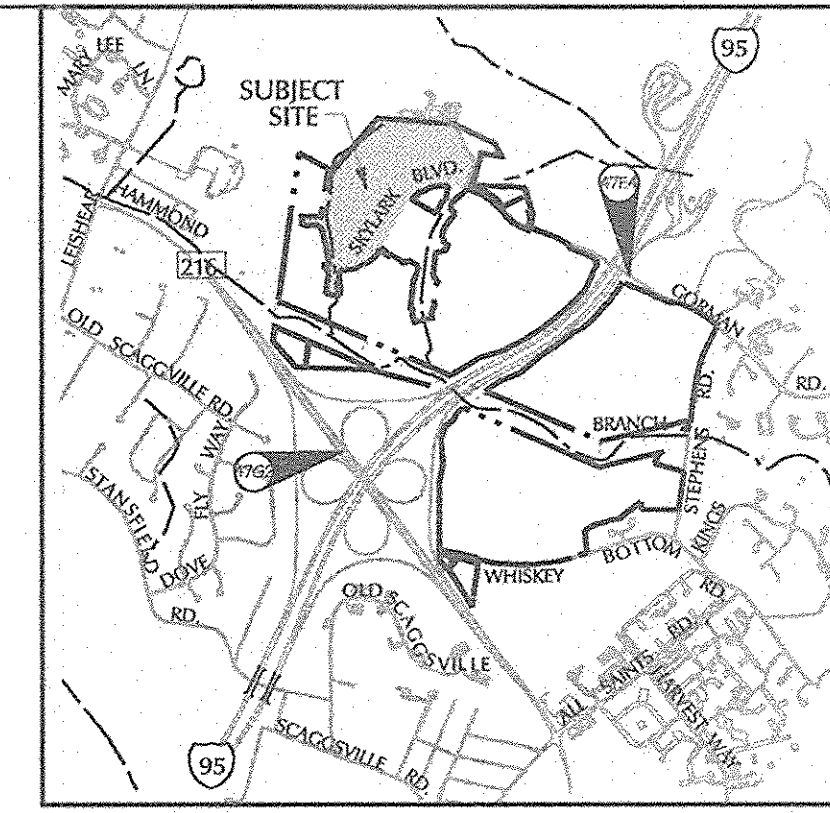 MARY LEE LN.
95
SUBJECT
SITE
SKYLARK BLVD.
47E4
LEISHEAR
HAMMOND
216
GORMAN
RD.
OLD SCAGGSVILLE RD.
BRANCH
STEPHENS RD.
47G2
FLY WAY
STANSFIELD
DOVE
RD.
KINGS
WHISKEY
BOTTOM
RD.
OLD SCAGGSVILLE
ALL SAINTS RD.
HARVEST WAY
SCAGGSVILLE RD.
95